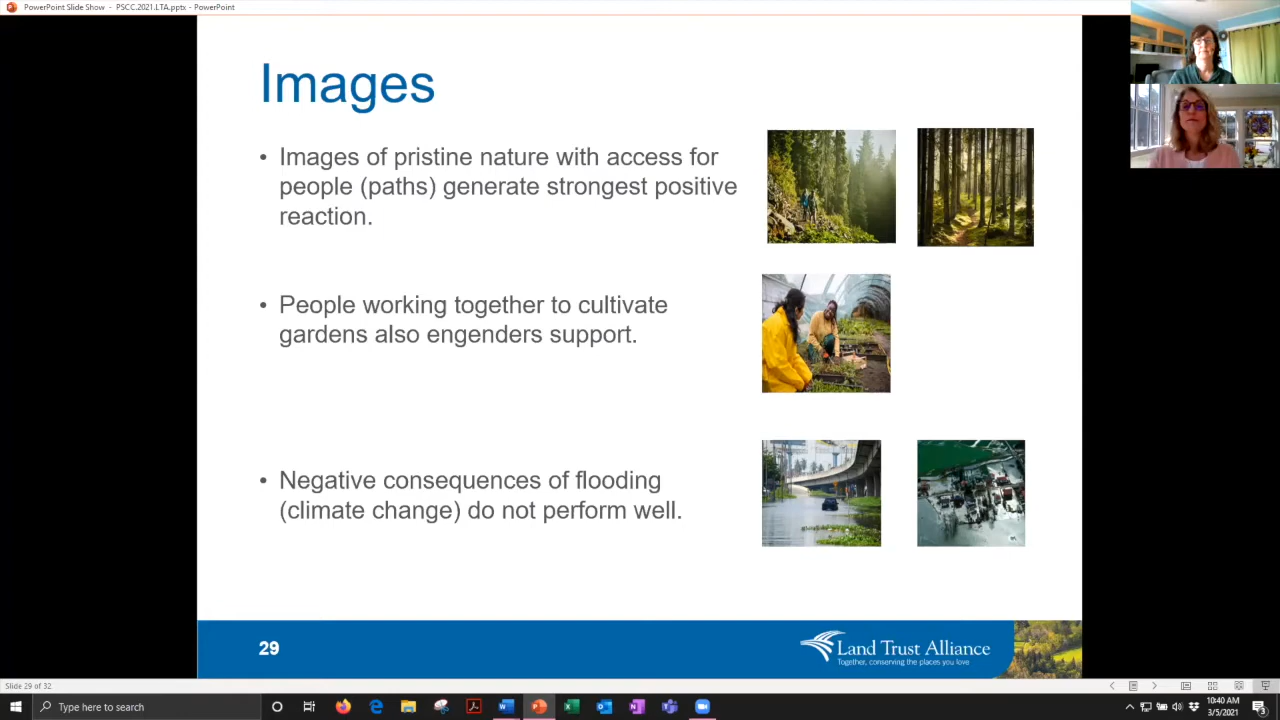 PowerPoint Slide Show - PSCC.2021.LTA.pptx - PowerPoint
Images
• Images of pristine nature with access for
people (paths) generate strongest positive
reaction.
• People working together to cultivate
gardens also engenders support.
• Negative consequences of flooding
(climate change) do not perform well.
29
Land Trust Alliance
Together, conserving the places you love
Slide 29 of 32
Type here to search
10:40 AM
3/5/2021